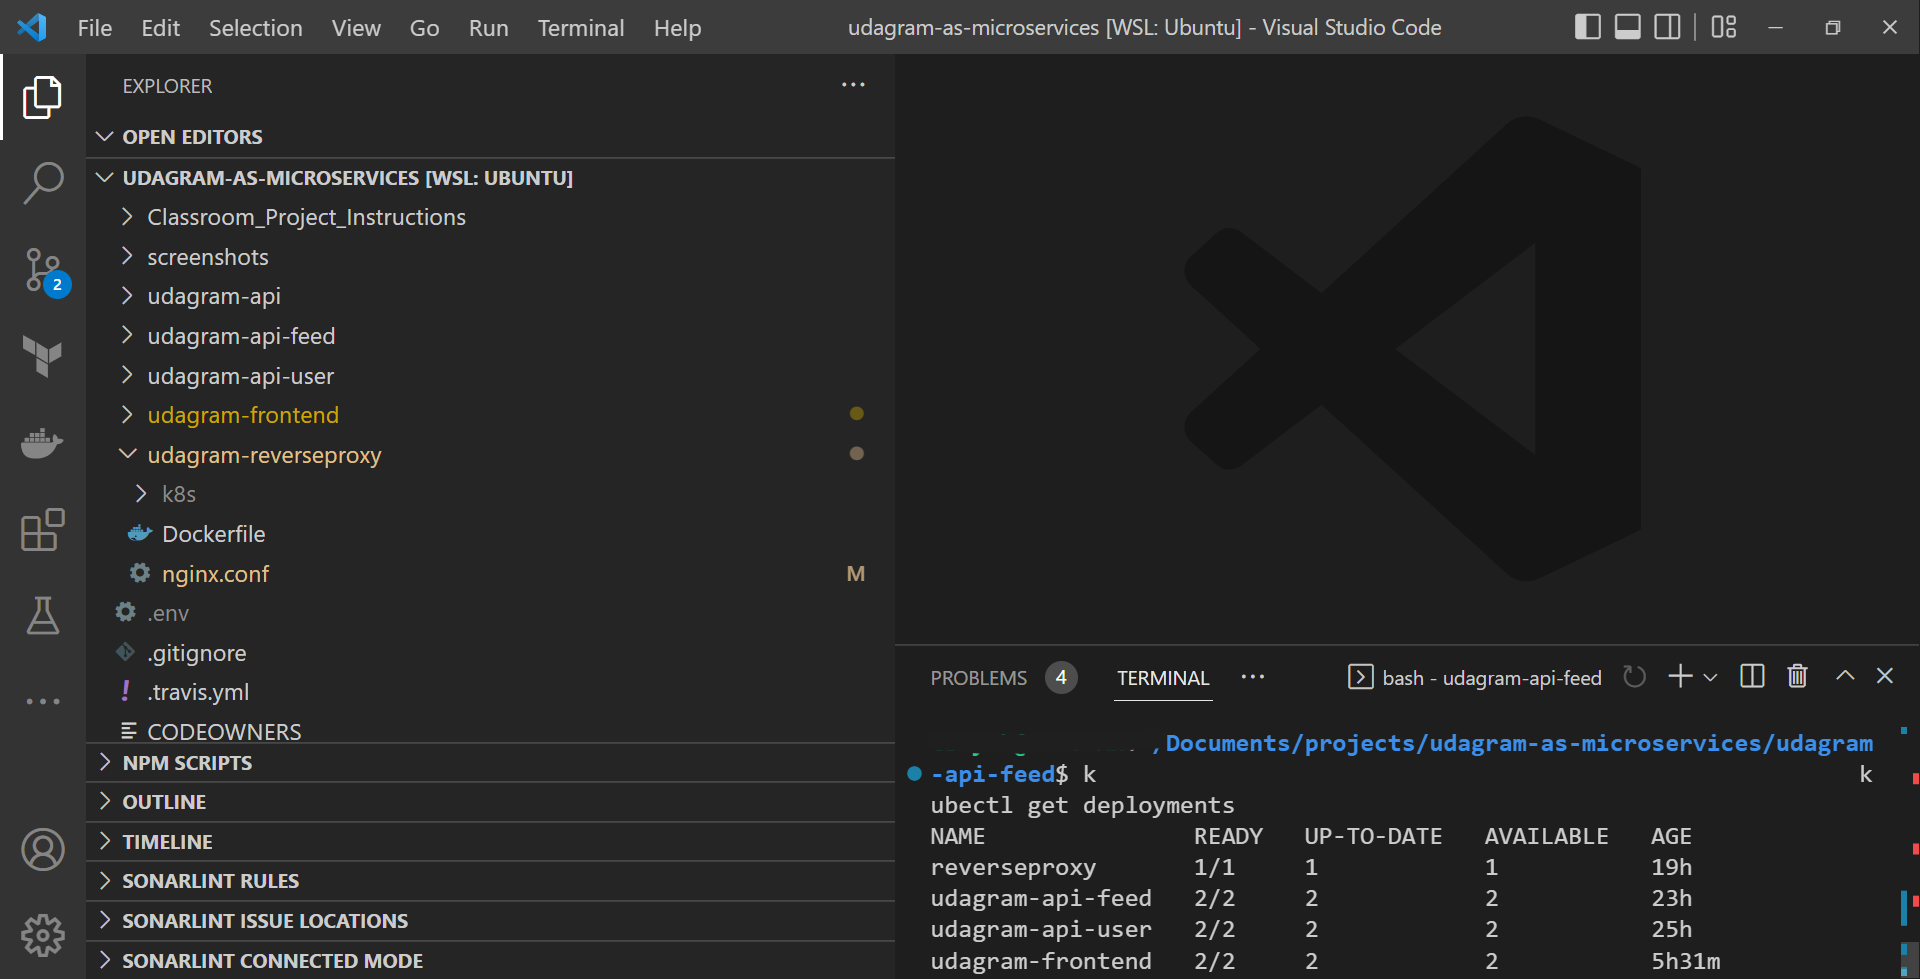 File Edit Selection View Go Run Terminal Help udagram-as-microservices [WSL: Ubuntu] - Visual Studio Code
EXPLORER
OPEN EDITORS
UDAGRAM-AS-MICROSERVICES [WSL: UBUNTU]
Classroom_Project_Instructions
screenshots
2
udagram-api
udagram-api-feed
udagram-api-user
udagram-frontend
udagram-reverseproxy
k8s
Dockerfile
nginx.conf M
.env
.gitignore
.travis.yml
CODEOWNERS
NPM SCRIPTS
OUTLINE
TIMELINE
SONARLINT RULES
SONARLINT ISSUE LOCATIONS
SONARLINT CONNECTED MODE
PROBLEMS 4 TERMINAL bash - udagram-api-feed
/Documents/projects/udagram-as-microservices/udagram
-api-feed$ k k
ubectl get deployments
NAME READY UP-TO-DATE AVAILABLE AGE
reverseproxy 1/1 1 1 19h
udagram-api-feed 2/2 2 2 23h
udagram-api-user 2/2 2 2 25h
udagram-frontend 2/2 2 2 5h31m